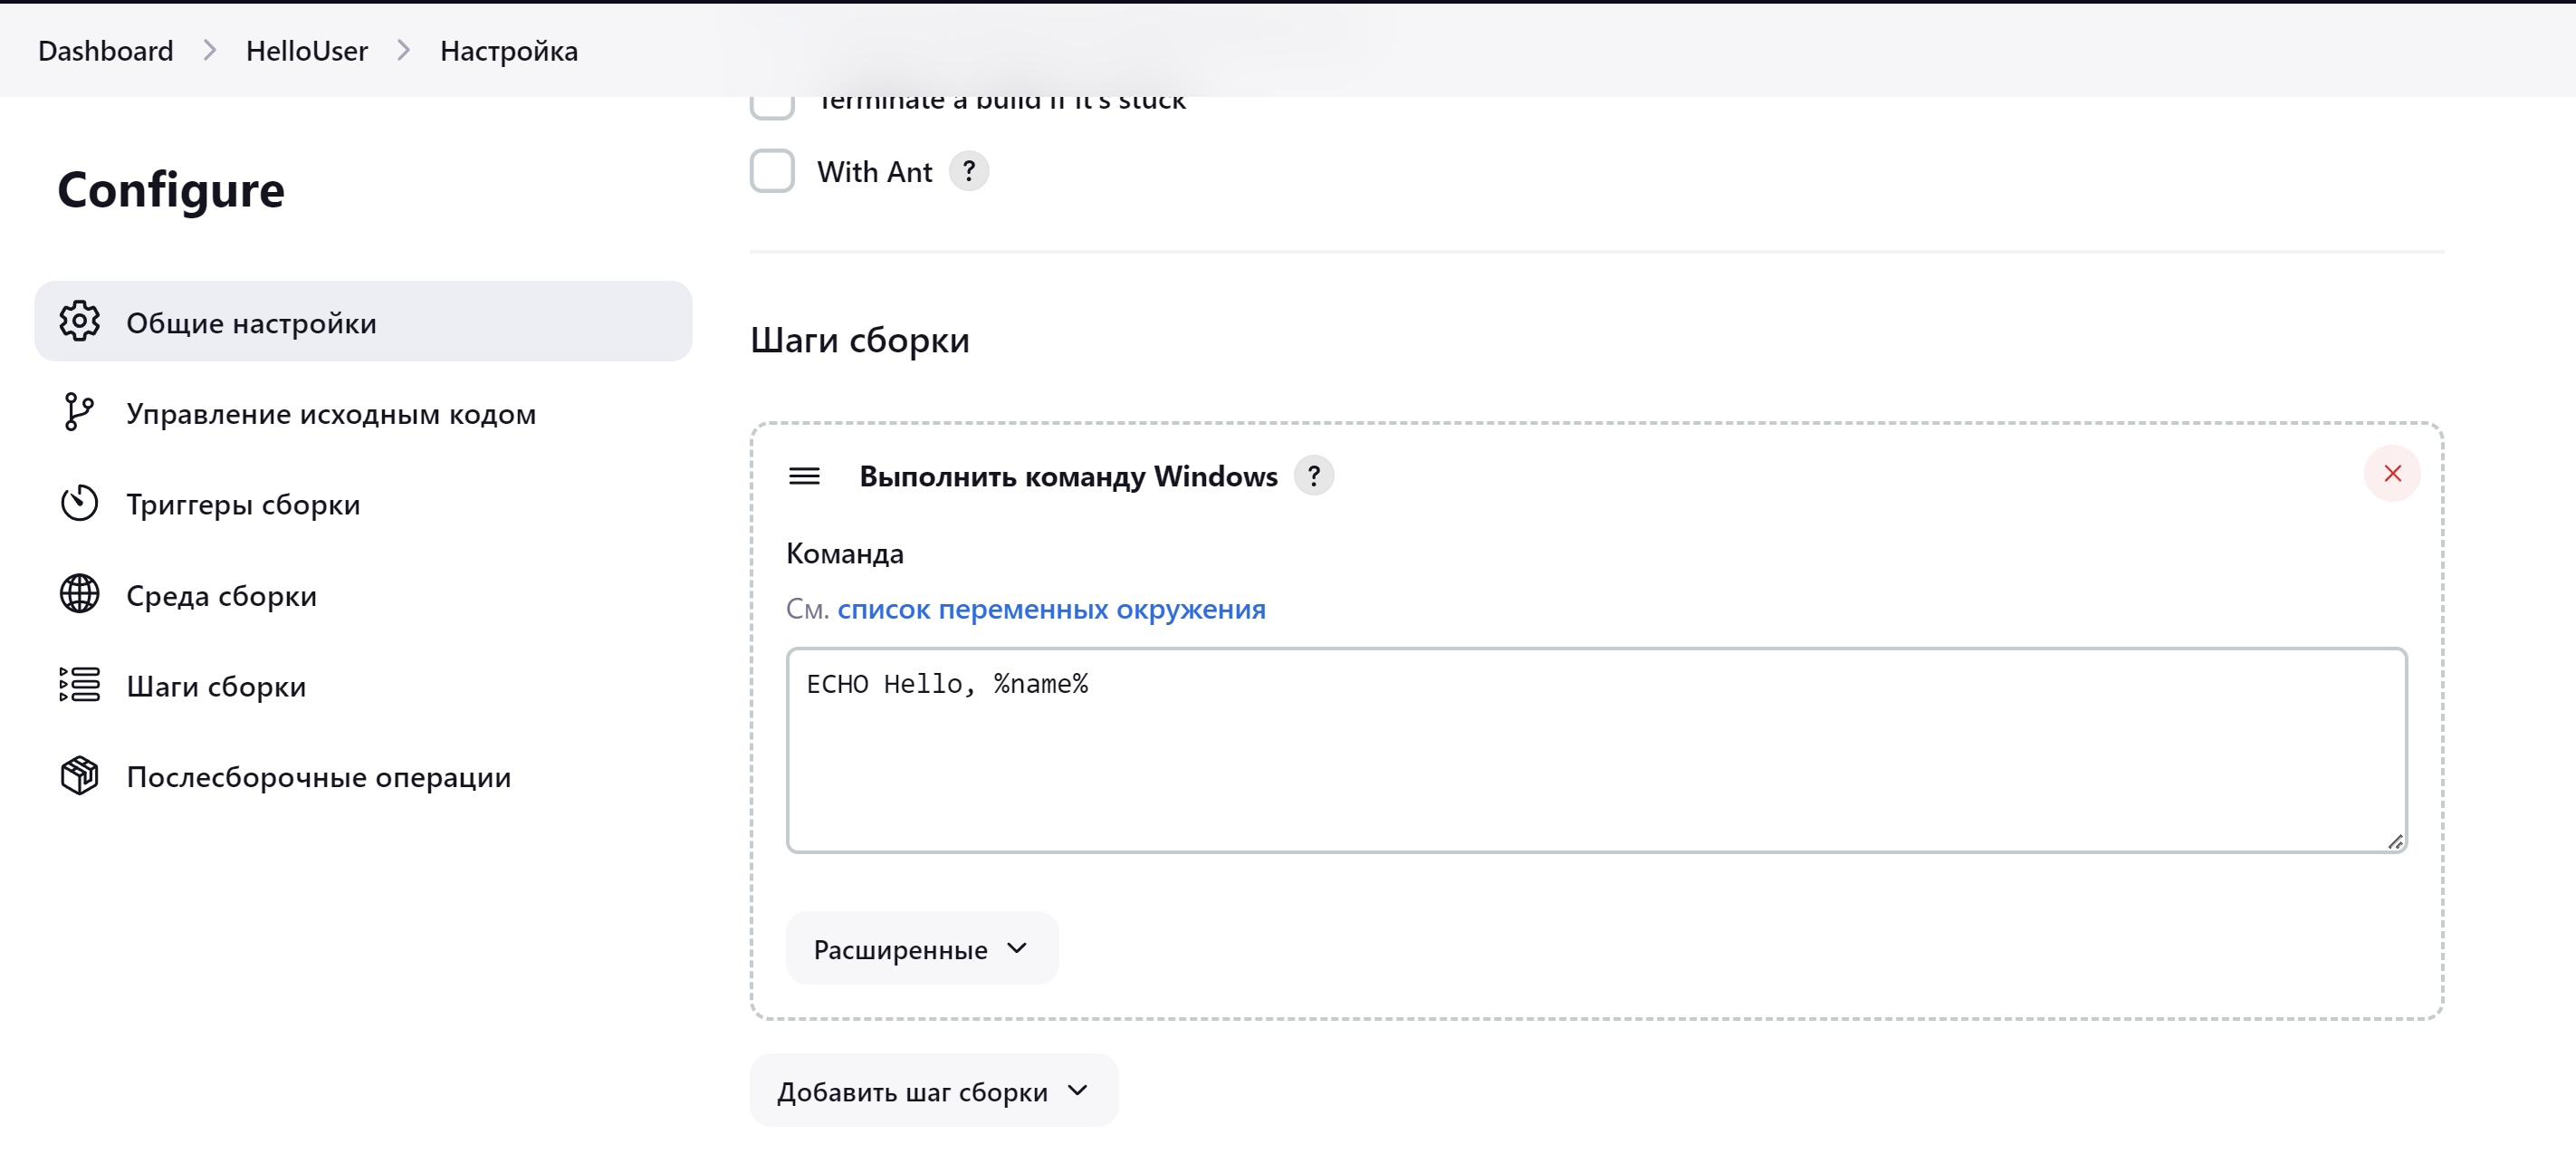 Dashboard > HelloUser > Настройка
Terminate a build if it's stuck
With Ant ?
Configure
Общие настройки
Управление исходным кодом
Триггеры сборки
Среда сборки
Шаги сборки
Послесборочные операции
Шаги сборки
Выполнить команду Windows ?
Команда
См. список переменных окружения
ECHO Hello, %name%
Расширенные
Добавить шаг сборки